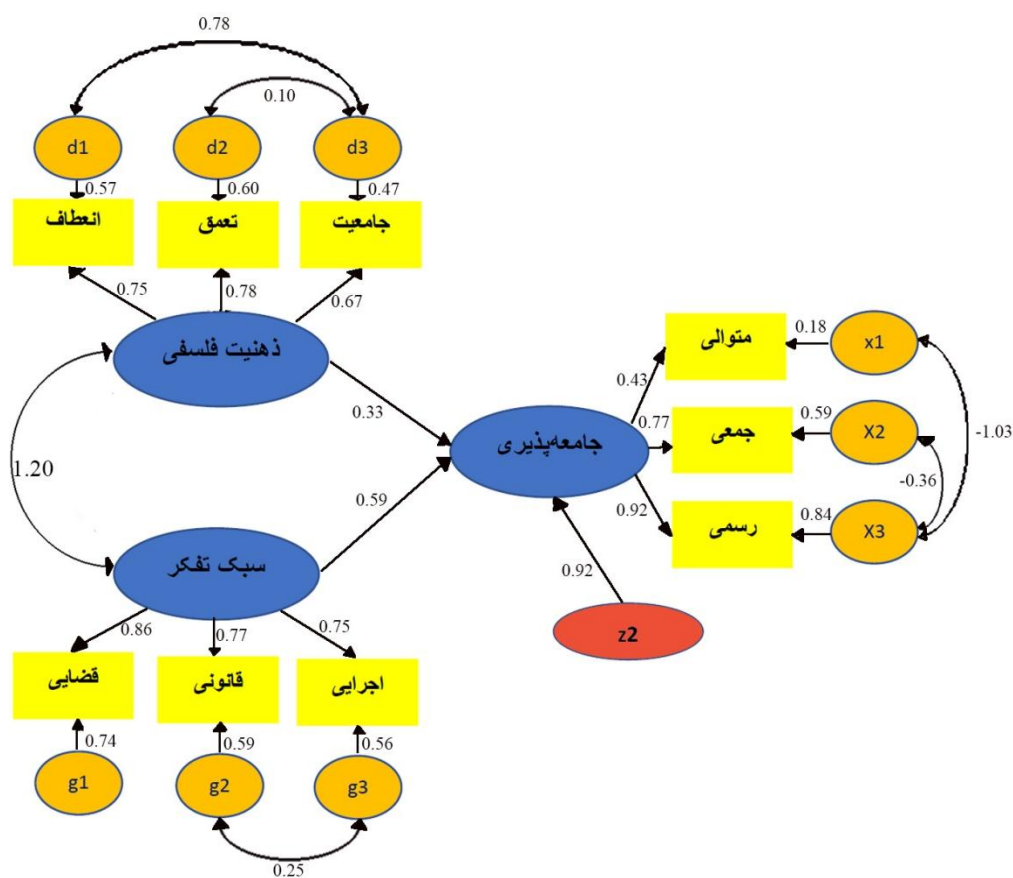 0.78
0.10
d1
d2
d3
0.57
0.60
0.47
انعطاف
تعمق
جامعیت
0.75
0.78
0.67
ذهنیت فلسفی
متوالی
0.18
x1
0.43
0.33
0.77
جمعی
0.59
X2
-1.03
جامعه‌پذیری
-0.36
1.20
0.59
0.92
رسمی
0.84
X3
سبک تفکر
0.92
z2
0.86
0.77
0.75
قضایی
قانونی
اجرایی
0.74
0.59
0.56
g1
g2
g3
0.25